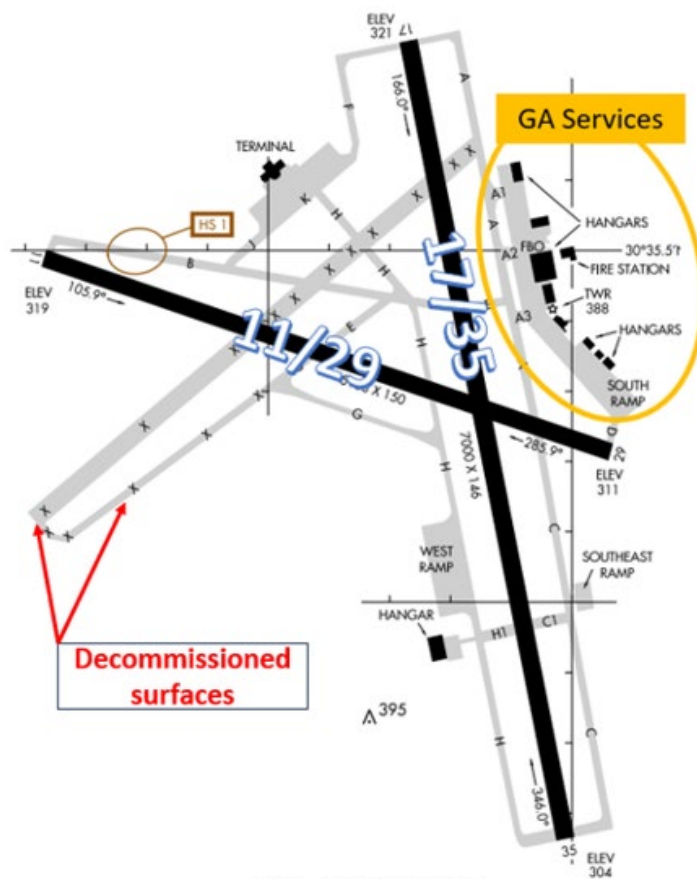 ELEV
321
17
166.0°
A
F
GA Services
TERMINAL
X
X
X
K
H
A1
HANGARS
HS 1
X
X
X
H
A
J
A2
FBO
30°35.5'
FIRE STATION
11
B
X
X
TWR
388
ELEV
319
105.9°
17/35
E
A3
X
11/29
H
HANGARS
X
X
SOUTH
RAMP
X 150
G
X
X
D
29
H
285.9°
ELEV
311
7000 X 146
X
X
X
X
C
WEST
RAMP
SOUTHEAST
RAMP
HANGAR
H1
C1
Decommissioned
surfaces
395
H
C
346.0°
35
ELEV
304